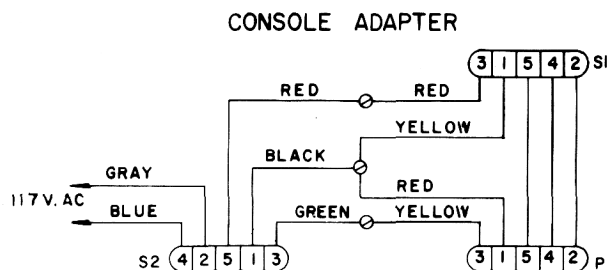 CONSOLE ADAPTER
3 1 5 4 2 S1
RED RED
YELLOW
BLACK
GRAY
RED
117 V. AC
BLUE
GREEN YELLOW
S2 4 2 5 1 3
3 1 5 4 2 P